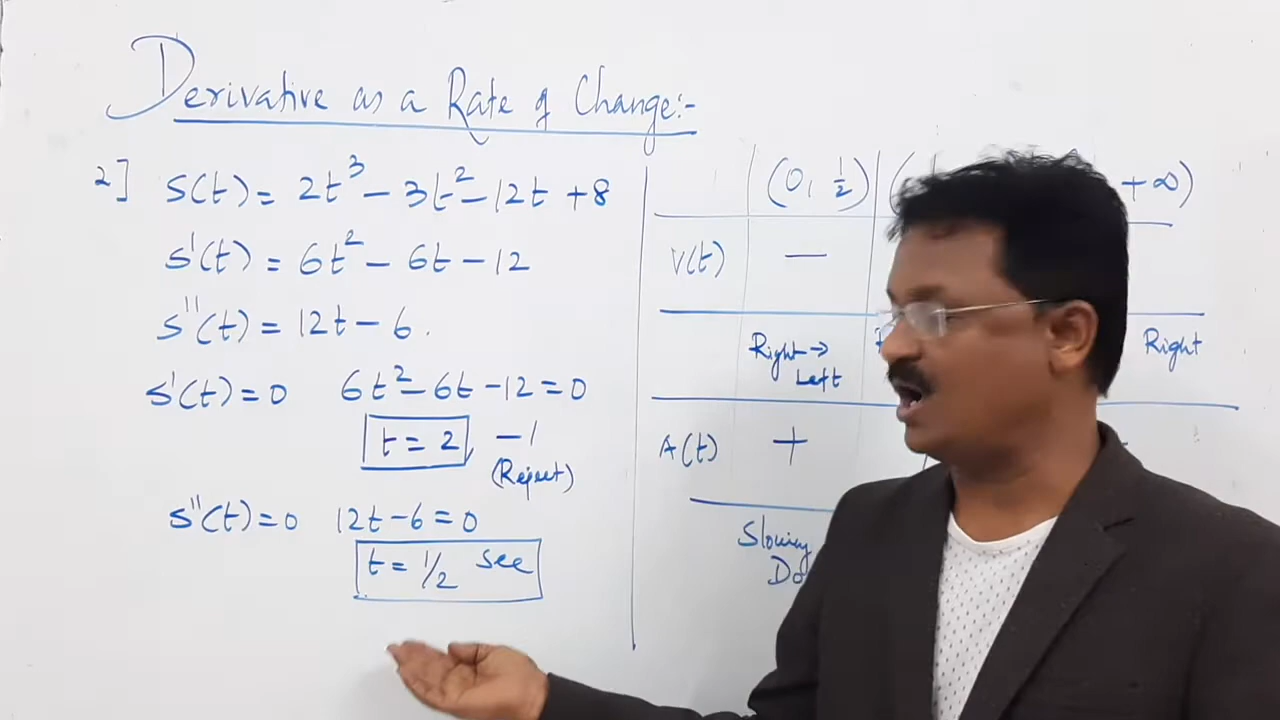 Derivative as a Rate of Change:-
2] S(t) = 2t³ - 3t² - 12t + 8
S'(t) = 6t² - 6t - 12
S''(t) = 12t - 6.
S'(t) = 0 6t² - 6t - 12 = 0
t = 2, -1
(Reject)
S''(t) = 0 12t - 6 = 0
t = 1/2 sec
(0, 1/2) ( + ∞)
V(t) —
Right → Right
Left
A(t) +
Slowing